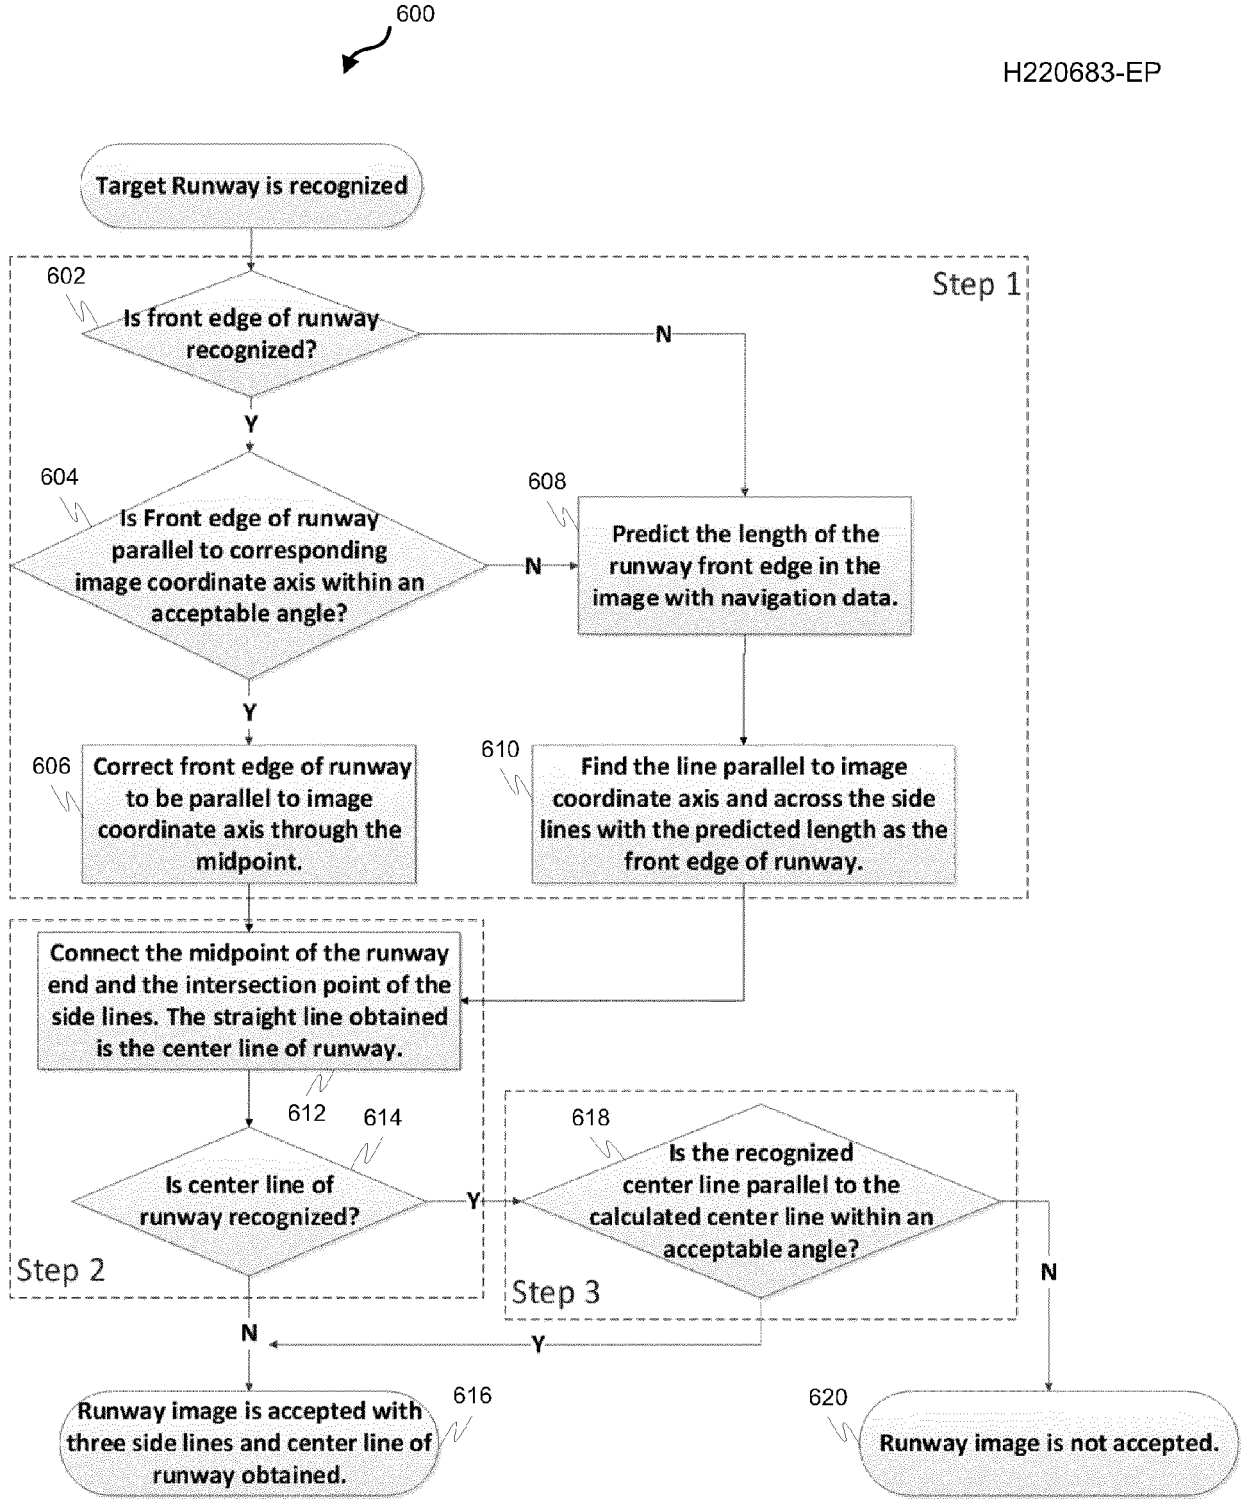 600
H220683-EP
Target Runway is recognized
Step 1
602
Is front edge of runway
recognized?
N
Y
604
Is Front edge of runway
parallel to corresponding
image coordinate axis within an
acceptable angle?
N
608
Predict the length of the
runway front edge in the
image with navigation data.
Y
606
Correct front edge of runway
to be parallel to image
coordinate axis through the
midpoint.
610
Find the line parallel to image
coordinate axis and across the side
lines with the predicted length as the
front edge of runway.
Connect the midpoint of the runway
end and the intersection point of the
side lines. The straight line obtained
is the center line of runway.
612
614
Is center line of
runway recognized?
Y
Step 2
618
Is the recognized
center line parallel to the
calculated center line within an
acceptable angle?
Step 3
N
N
Y
Runway image is accepted with
three side lines and center line of
runway obtained.
616
620
Runway image is not accepted.